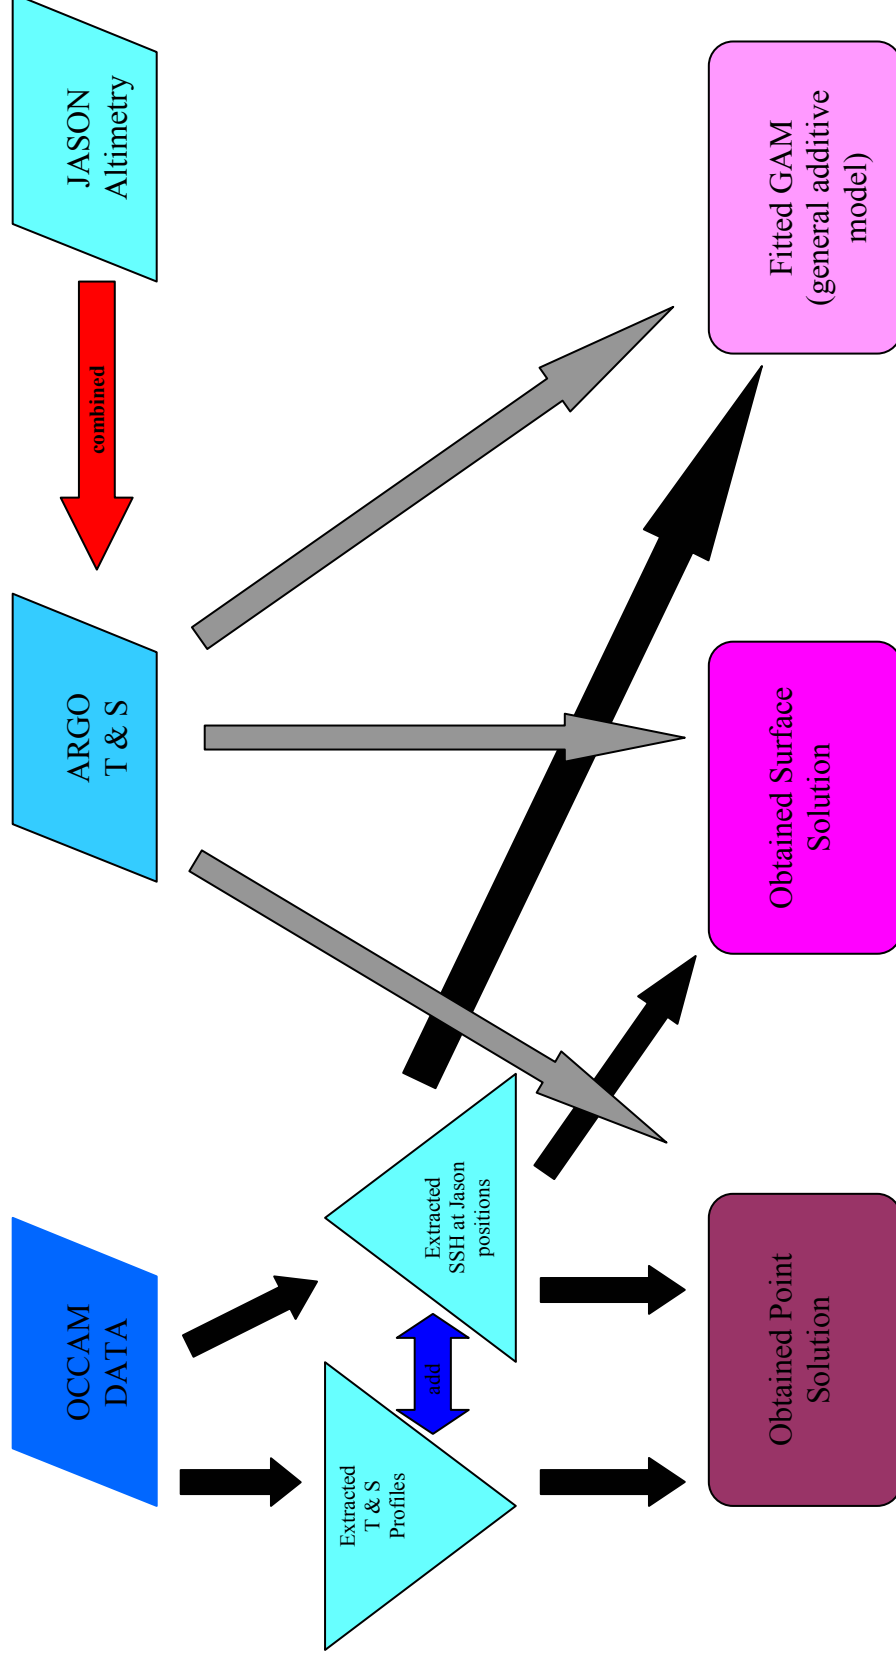 OCCAM
DATA
ARGO
T & S
combined
JASON
Altimetry
Extracted
T & S
Profiles
add
Extracted
SSH at Jason
positions
Obtained Point
Solution
Obtained Surface
Solution
Fitted GAM
(general additive
model)